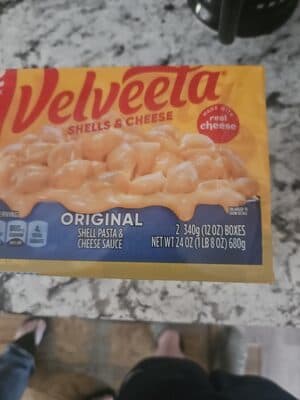 Velveeta
SHELLS & CHEESE
MADE WITH
real
cheese
ORIGINAL
SHELL PASTA &
CHEESE SAUCE
2, 340g (12 OZ) BOXES
NET WT 24 OZ (1 LB 8 OZ) 680g